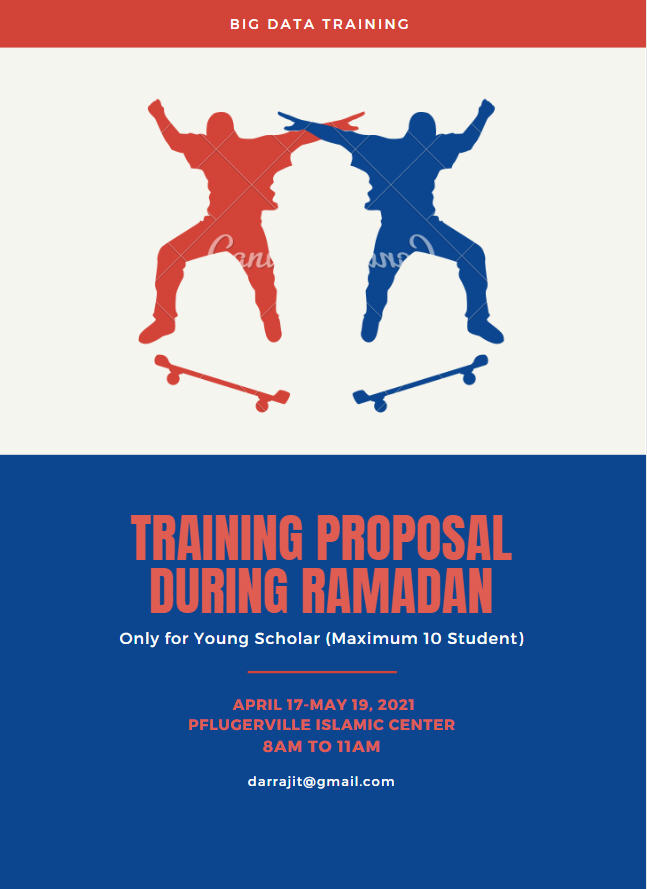 BIG DATA TRAINING
TRAINING PROPOSAL
DURING RAMADAN
Only for Young Scholar (Maximum 10 Student)
APRIL 17-MAY 19, 2021
PFLUGERVILLE ISLAMIC CENTER
8AM TO 11AM
darrajit@gmail.com